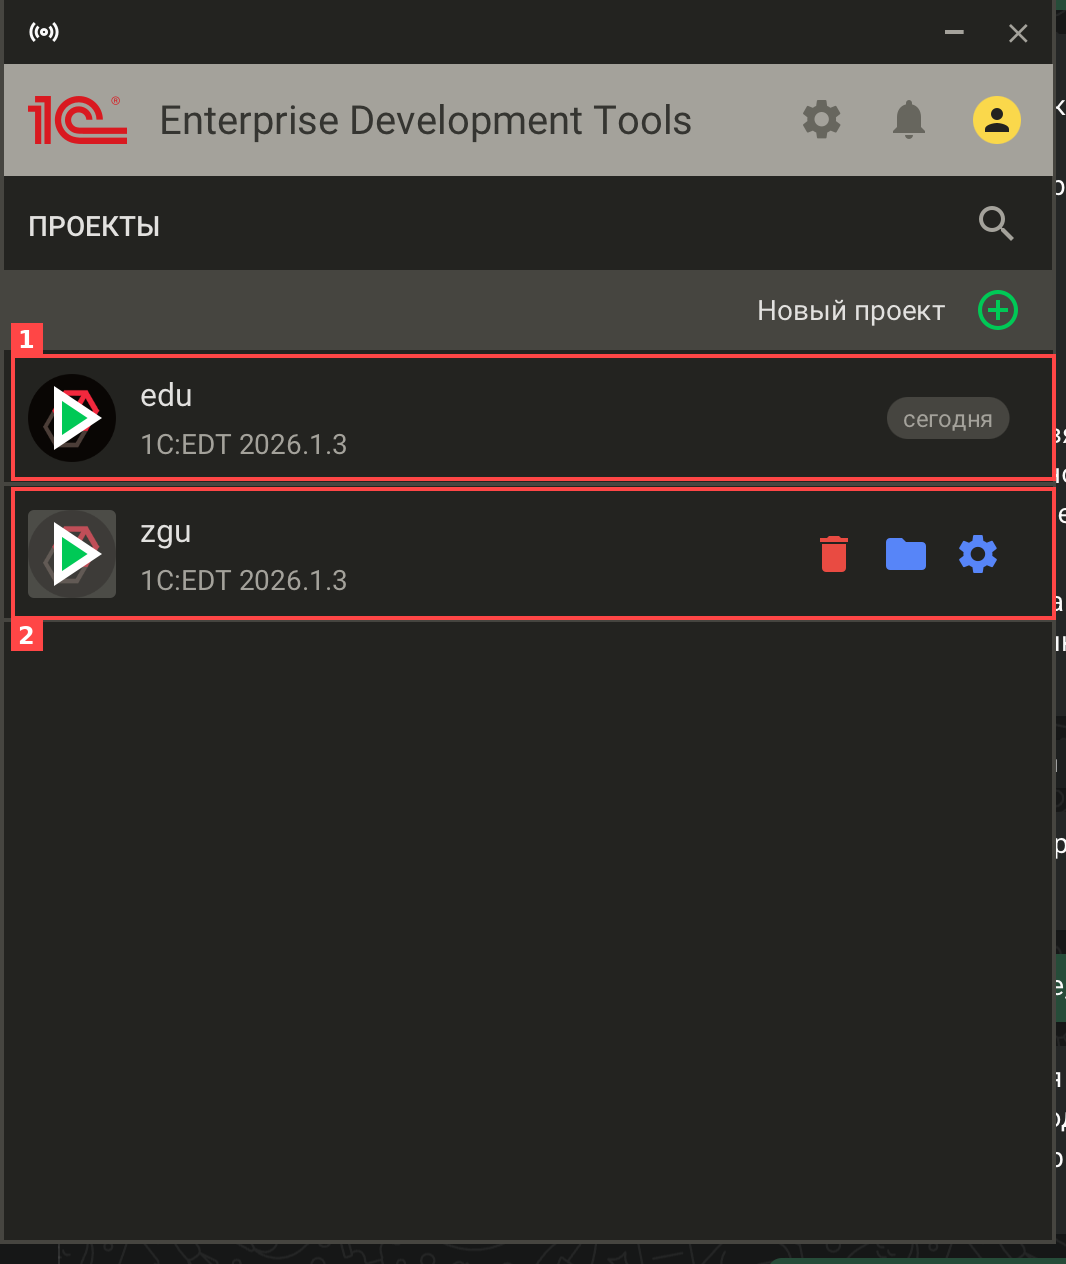 1С®
Enterprise Development Tools
ПРОЕКТЫ
Новый проект
1
edu
1C:EDT 2026.1.3
сегодня
zgu
1C:EDT 2026.1.3
2